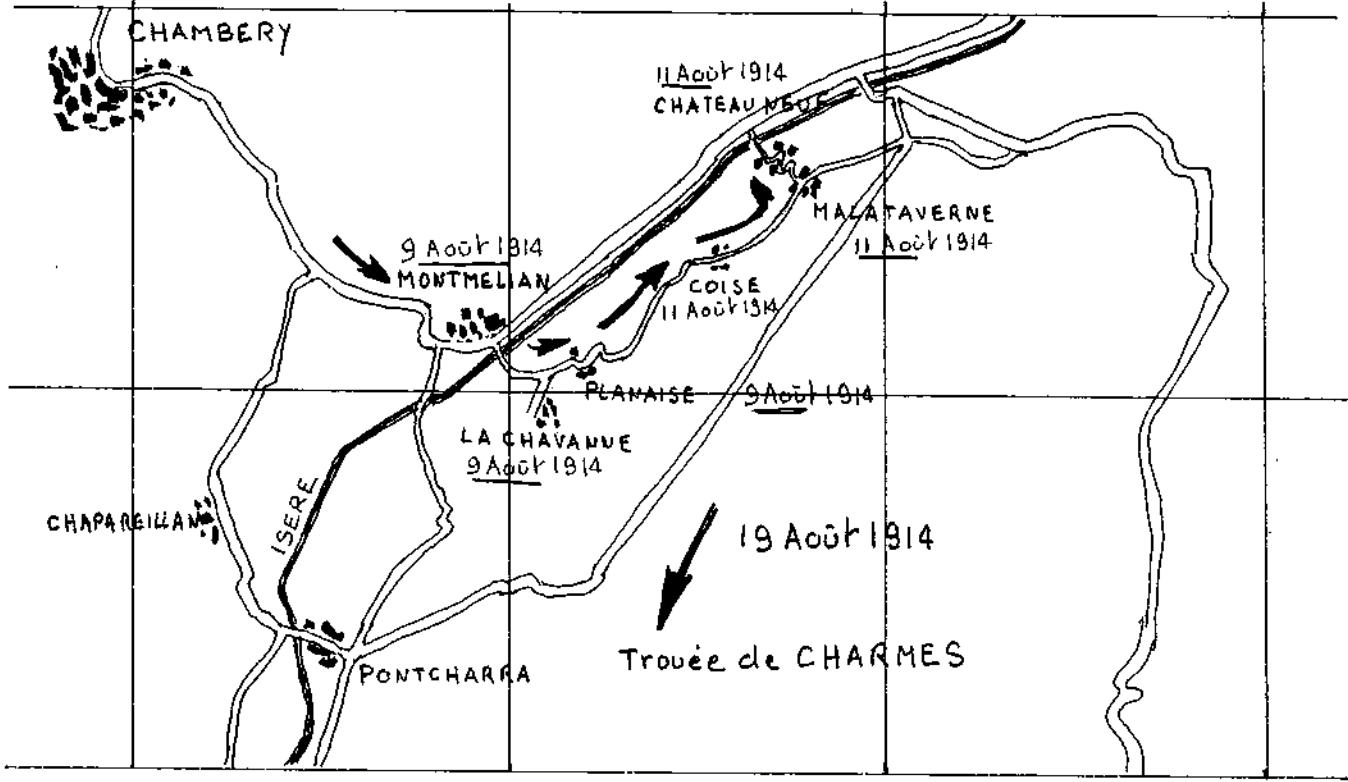 CHAMBERY
11 Août 1914
CHATEAUNEUF
MALATAVERNE
11 Août 1914
9 Août 1914
MONTMELIAN
COISE
11 Août 1914
PLANAISE 9 Août 1914
LA CHAVANNE
9 Août 1914
ISERE
CHAPAREILLAN
19 Août 1914
Trouée de CHARMES
PONTCHARRA